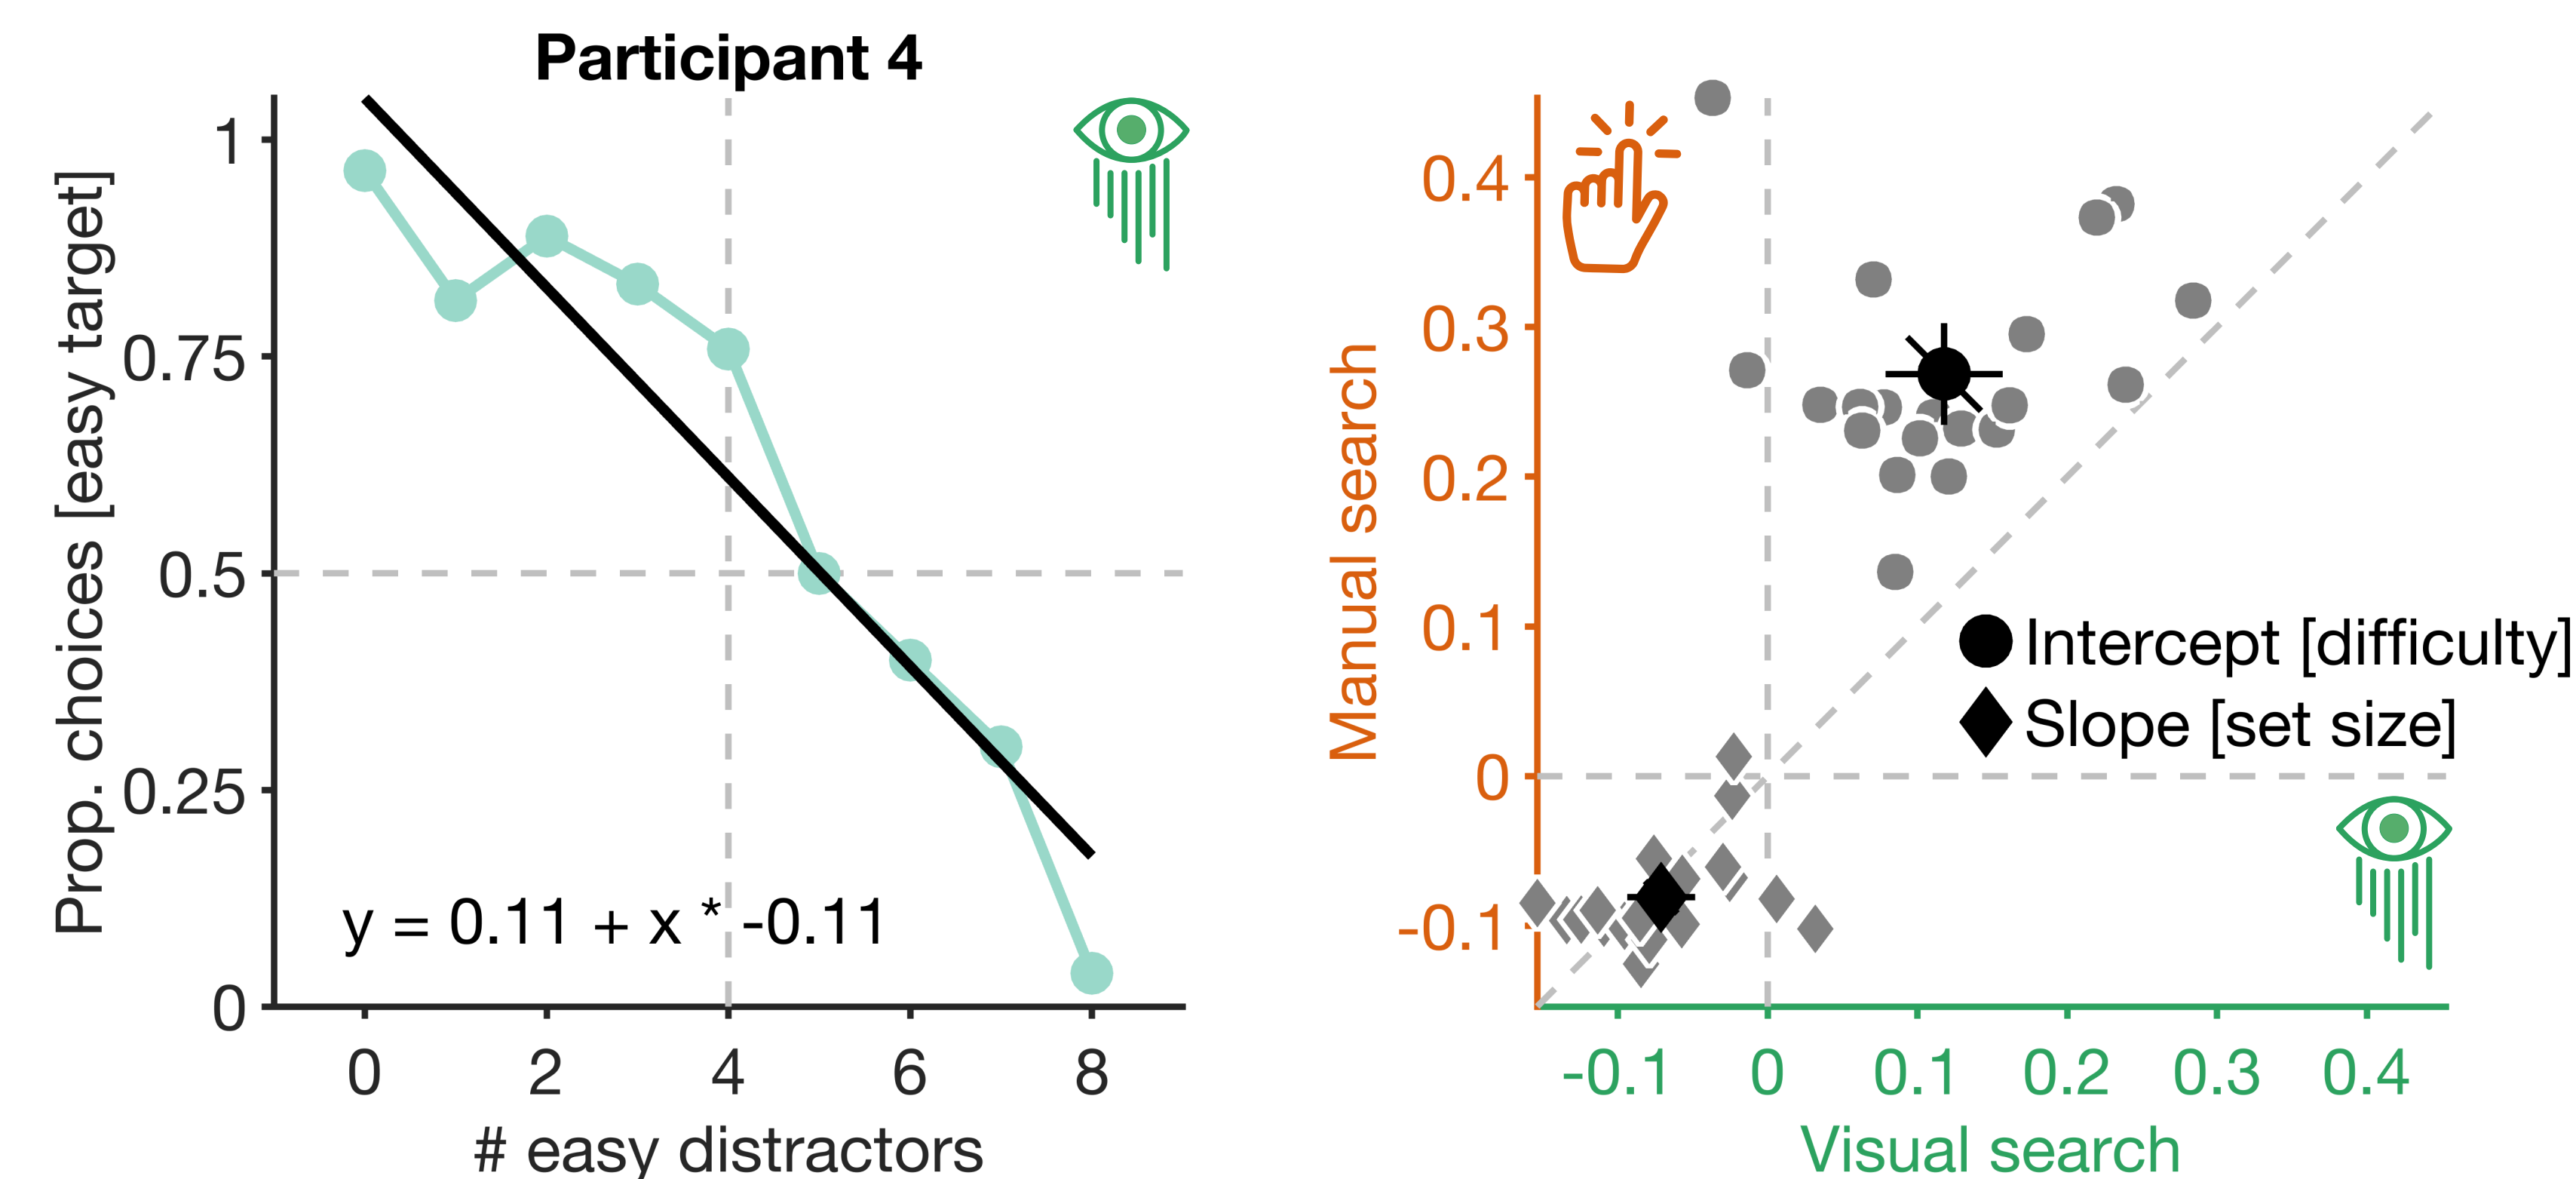 Participant 4
Prop. choices [easy target]
1
0.75
0.5
0.25
0
y = 0.11 + x * -0.11
0 2 4 6 8
# easy distractors
Manual search
0.4
0.3
0.2
0.1
0
-0.1
Intercept [difficulty]
Slope [set size]
-0.1 0 0.1 0.2 0.3 0.4
Visual search